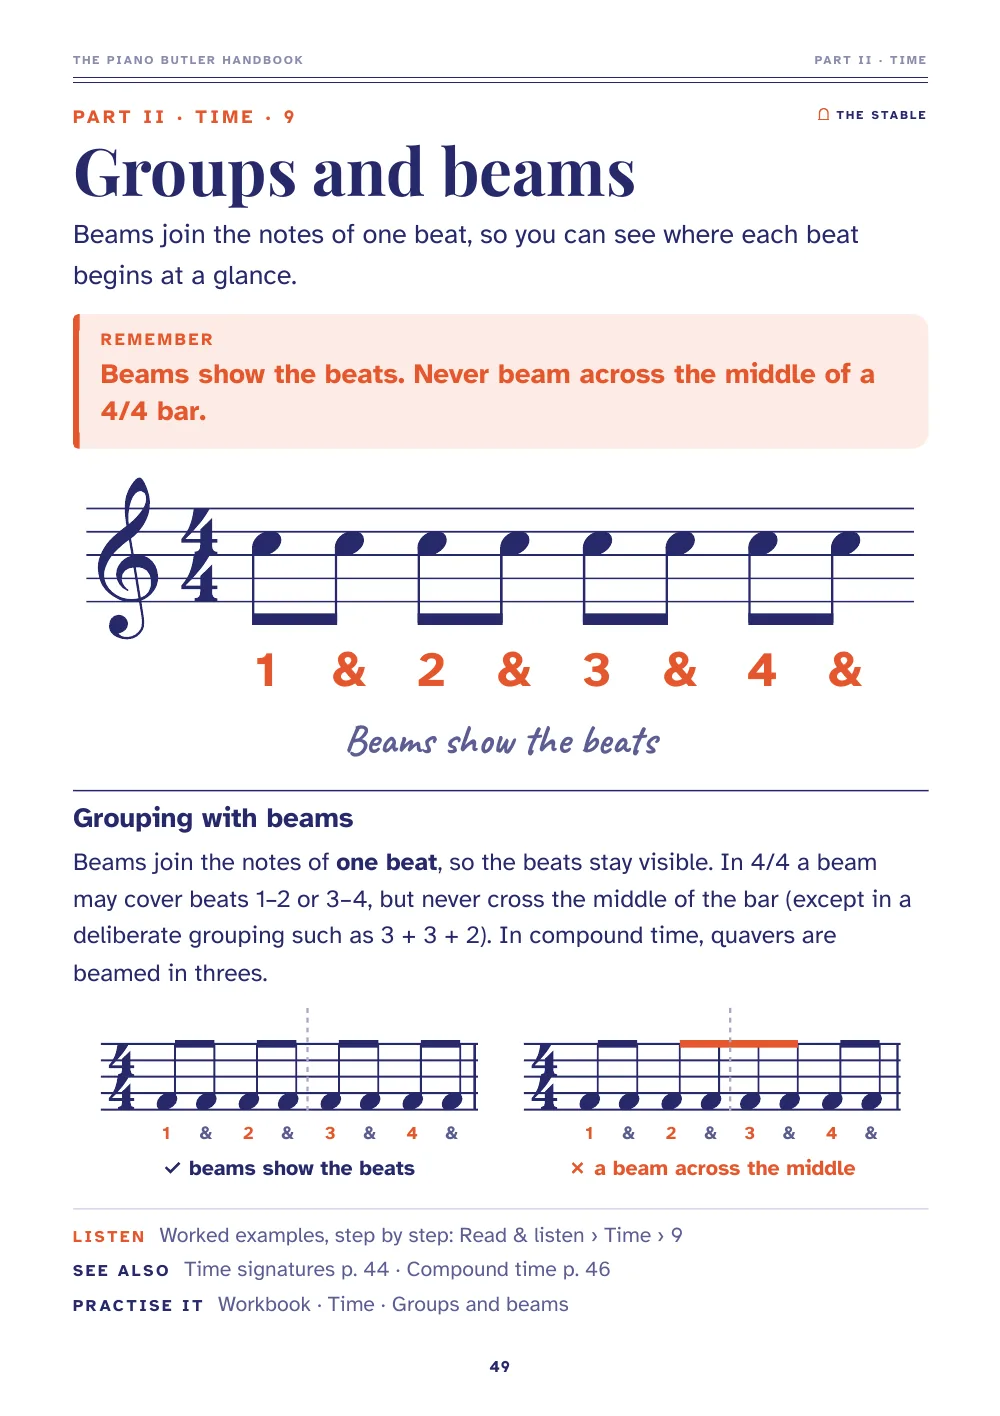 THE PIANO BUTLER HANDBOOK
PART II · TIME
PART II · TIME · 9
THE STABLE
Groups and beams
Beams join the notes of one beat, so you can see where each beat
begins at a glance.
REMEMBER
Beams show the beats. Never beam across the middle of a
4/4 bar.
4
4
1 & 2 & 3 & 4 &
Beams show the beats
Grouping with beams
Beams join the notes of one beat, so the beats stay visible. In 4/4 a beam
may cover beats 1–2 or 3–4, but never cross the middle of the bar (except in a
deliberate grouping such as 3 + 3 + 2). In compound time, quavers are
beamed in threes.
4
4
1 & 2 & 3 & 4 &
✓ beams show the beats
4
4
1 & 2 & 3 & 4 &
✕ a beam across the middle
LISTEN Worked examples, step by step: Read & listen › Time › 9
SEE ALSO Time signatures p. 44 · Compound time p. 46
PRACTISE IT Workbook · Time · Groups and beams
49